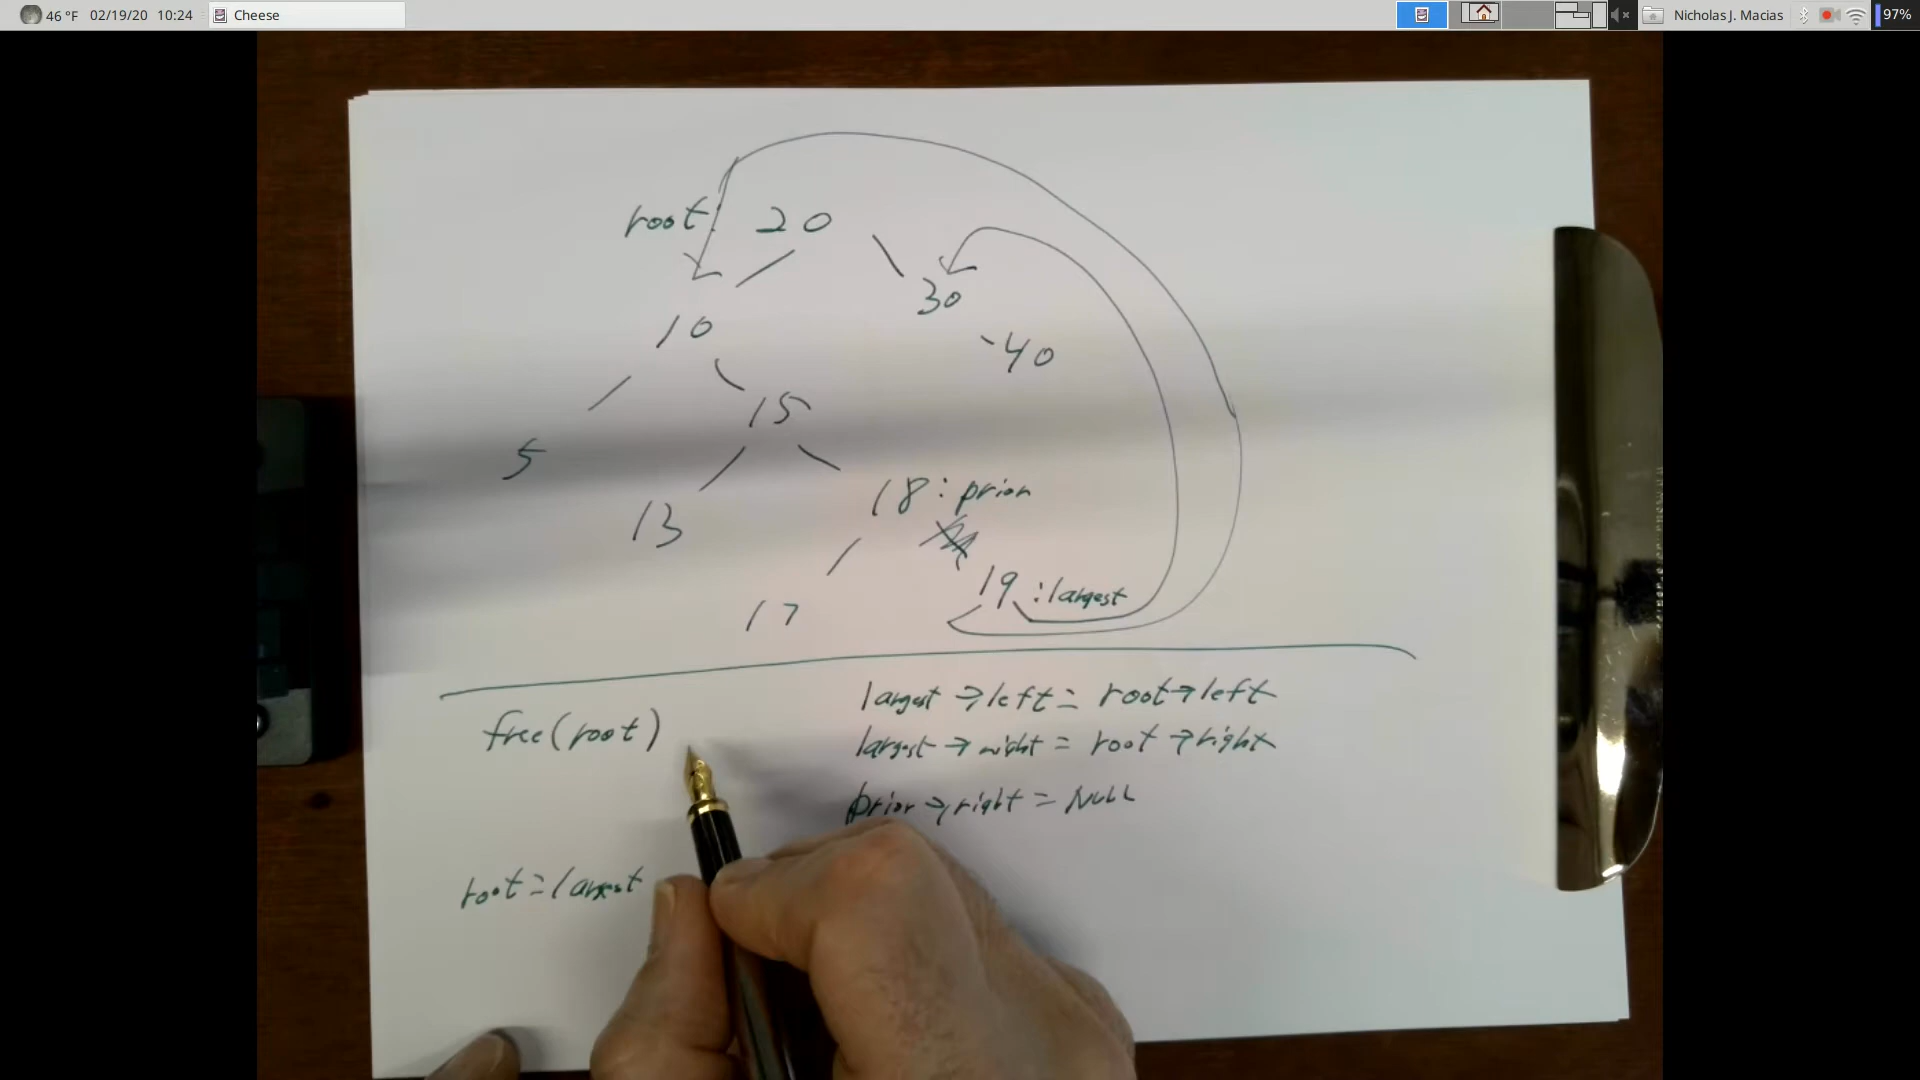 46 °F 02/19/20 10:24 Cheese Nicholas J. Macias 97%
root: 20
30
10
-40
15
5
18: prior
13
19: largest
17
largest → left = root → left
free(root)
largest → right = root → right
prior → right = NULL
root = largest